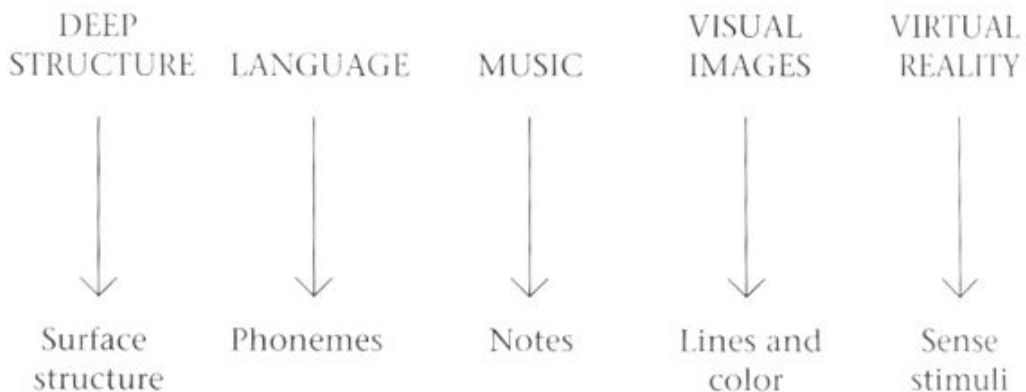 DEEP STRUCTURE
LANGUAGE
MUSIC
VISUAL IMAGES
VIRTUAL REALITY
Surface structure
Phonemes
Notes
Lines and color
Sense stimuli